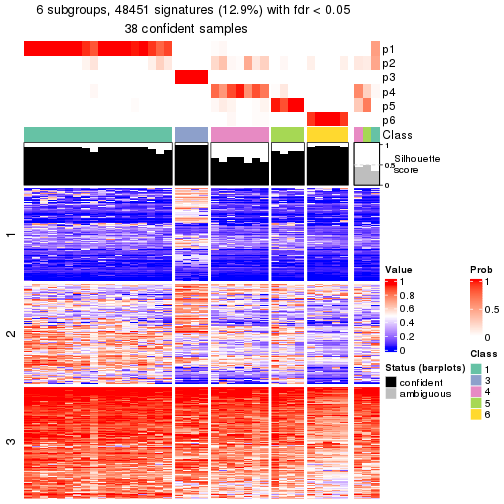 6 subgroups, 48451 signatures (12.9%) with fdr < 0.05
38 confident samples
p1
p2
p3
p4
p5
p6
Class
1
0.5
0
Silhouette
score
1
2
3
Value
1
0.8
0.6
0.4
0.2
0
Status (barplots)
confident
ambiguous
Prob
1
0.5
0
Class
1
3
4
5
6